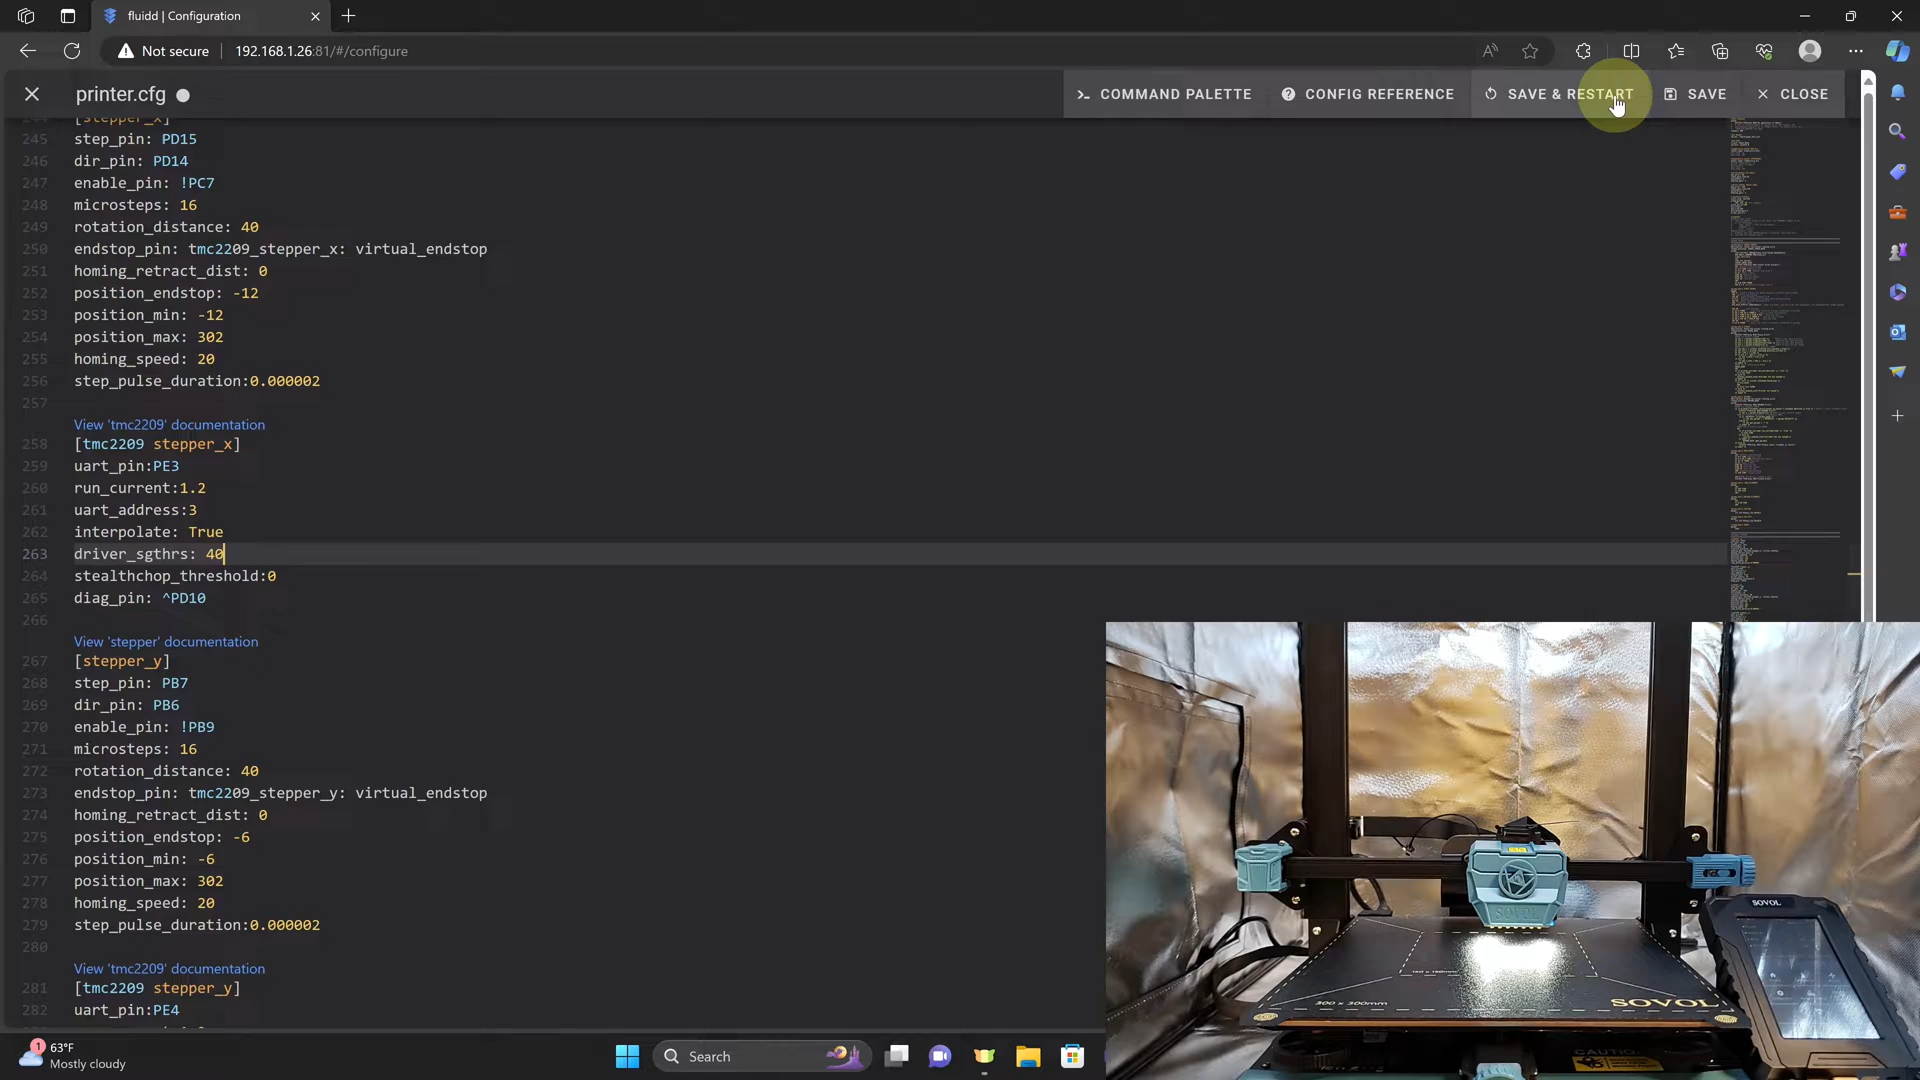 fluidd | Configuration
Not secure
192.168.1.26:81/#/configure
printer.cfg
COMMAND PALETTE
CONFIG REFERENCE
SAVE & RESTART
SAVE
CLOSE
244 [stepper_x]
245 step_pin: PD15
246 dir_pin: PD14
247 enable_pin: !PC7
248 microsteps: 16
249 rotation_distance: 40
250 endstop_pin: tmc2209_stepper_x: virtual_endstop
251 homing_retract_dist: 0
252 position_endstop: -12
253 position_min: -12
254 position_max: 302
255 homing_speed: 20
256 step_pulse_duration:0.000002
257
View 'tmc2209' documentation
258 [tmc2209 stepper_x]
259 uart_pin:PE3
260 run_current:1.2
261 uart_address:3
262 interpolate: True
263 driver_sgthrs: 40
264 stealthchop_threshold:0
265 diag_pin: ^PD10
266
View 'stepper' documentation
267 [stepper_y]
268 step_pin: PB7
269 dir_pin: PB6
270 enable_pin: !PB9
271 microsteps: 16
272 rotation_distance: 40
273 endstop_pin: tmc2209_stepper_y: virtual_endstop
274 homing_retract_dist: 0
275 position_endstop: -6
276 position_min: -6
277 position_max: 302
278 homing_speed: 20
279 step_pulse_duration:0.000002
280
View 'tmc2209' documentation
281 [tmc2209 stepper_y]
282 uart_pin:PE4
SOVOL
SOVOL
300 x 300mm
SOVOL
CAUTION
1
63°F
Mostly cloudy
Search